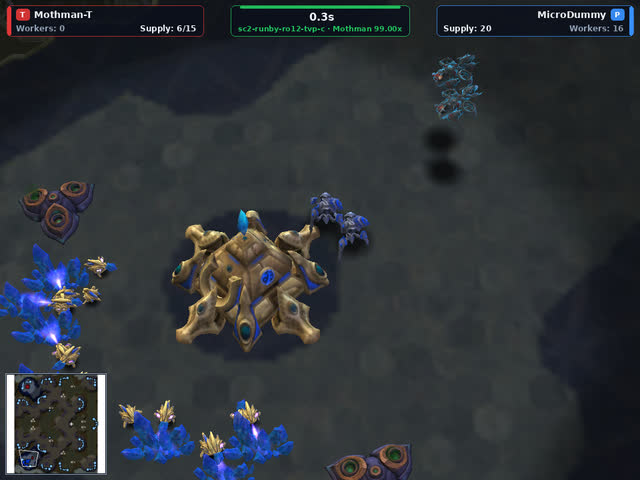 T Mothman-T
Workers: 0 Supply: 6/15
0.3s
sc2-runby-ro12-tvp-c · Mothman 99.00x
MicroDummy P
Supply: 20 Workers: 16